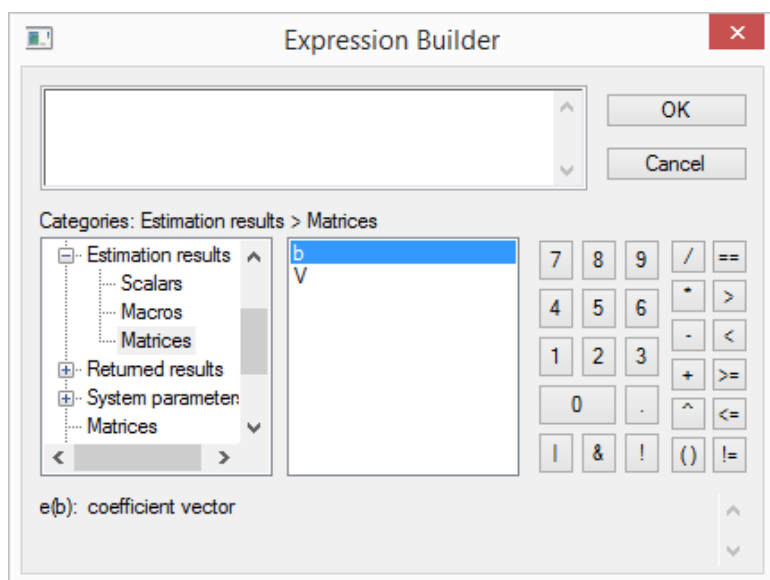 Expression Builder
OK
Cancel
Categories: Estimation results > Matrices
Estimation results
Scalars
Macros
Matrices
Returned results
System parameter
Matrices
b
V
7 8 9 / ==
4 5 6 * >
1 2 3 - <
+ >=
0 . ^ <=
| & ! () !=
e(b): coefficient vector